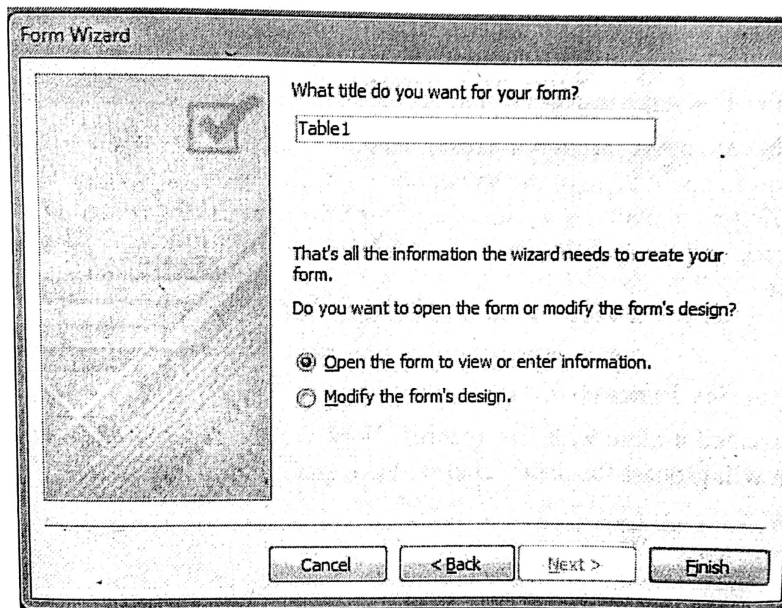 Form Wizard
What title do you want for your form?
Table1
That's all the information the wizard needs to create your
form.
Do you want to open the form or modify the form's design?
Open the form to view or enter information.
Modify the form's design.
Cancel
< Back
Next >
Finish